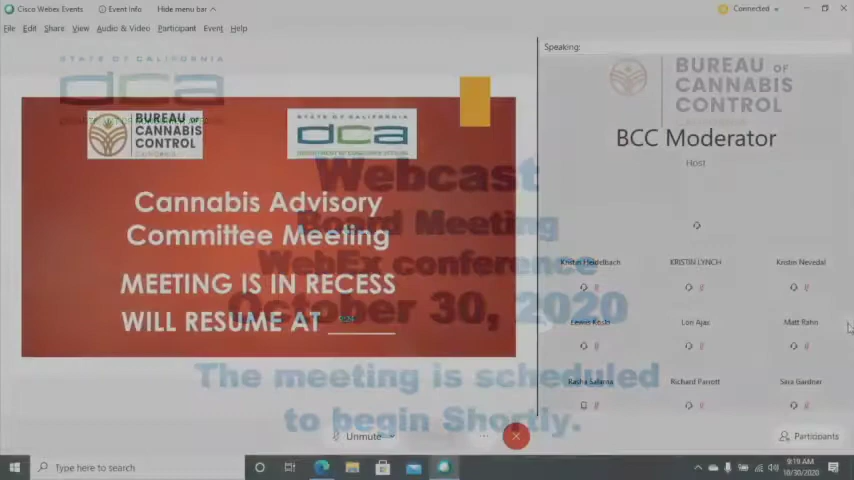 Cisco Webex Events
Event Info
Hide menu bar
Connected
File Edit Share View Audio & Video Participant Event Help
STATE OF CALIFORNIA
dca
Speaking:
BUREAU OF
CANNABIS
CONTROL
BCC Moderator
Host
BUREAU OF
CANNABIS
CONTROL
CALIFORNIA
STATE OF CALIFORNIA
dca
Cannabis Advisory
Committee Meeting
MEETING IS IN RECESS
WILL RESUME AT
Webcast
Board Meeting
WebEx conference
October 30, 2020
The meeting is scheduled
to begin Shortly.
Kristin Heidelbach
KRISTIN LYNCH
Kristin Nevedal
Lori Ajax
Matt Rahn
Rasha Salama
Richard Parrott
Sara Gardner
Unmute
Participants
Type here to search
9:19 AM
10/30/2020